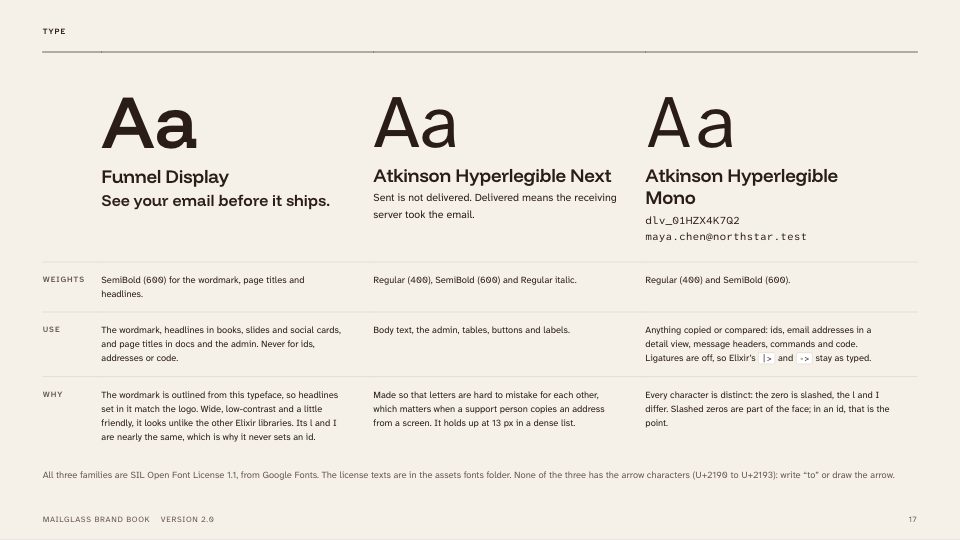 TYPE
Aa
Aa
Aa
Funnel Display
See your email before it ships.
Atkinson Hyperlegible Next
Sent is not delivered. Delivered means the receiving
server took the email.
Atkinson Hyperlegible
Mono
dlv_01HZX4K7Q2
maya.chen@northstar.test
WEIGHTS
SemiBold (600) for the wordmark, page titles and
headlines.
Regular (400), SemiBold (600) and Regular italic.
Regular (400) and SemiBold (600).
USE
The wordmark, headlines in books, slides and social cards,
and page titles in docs and the admin. Never for ids,
addresses or code.
Body text, the admin, tables, buttons and labels.
Anything copied or compared: ids, email addresses in a
detail view, message headers, commands and code.
Ligatures are off, so Elixir's |> and -> stay as typed.
WHY
The wordmark is outlined from this typeface, so headlines
set in it match the logo. Wide, low-contrast and a little
friendly, it looks unlike the other Elixir libraries. Its l and I
are nearly the same, which is why it never sets an id.
Made so that letters are hard to mistake for each other,
which matters when a support person copies an address
from a screen. It holds up at 13 px in a dense list.
Every character is distinct: the zero is slashed, the l and I
differ. Slashed zeros are part of the face; in an id, that is the
point.
All three families are SIL Open Font License 1.1, from Google Fonts. The license texts are in the assets fonts folder. None of the three has the arrow characters (U+2190 to U+2193): write “to” or draw the arrow.
MAILGLASS BRAND BOOK VERSION 2.0
17